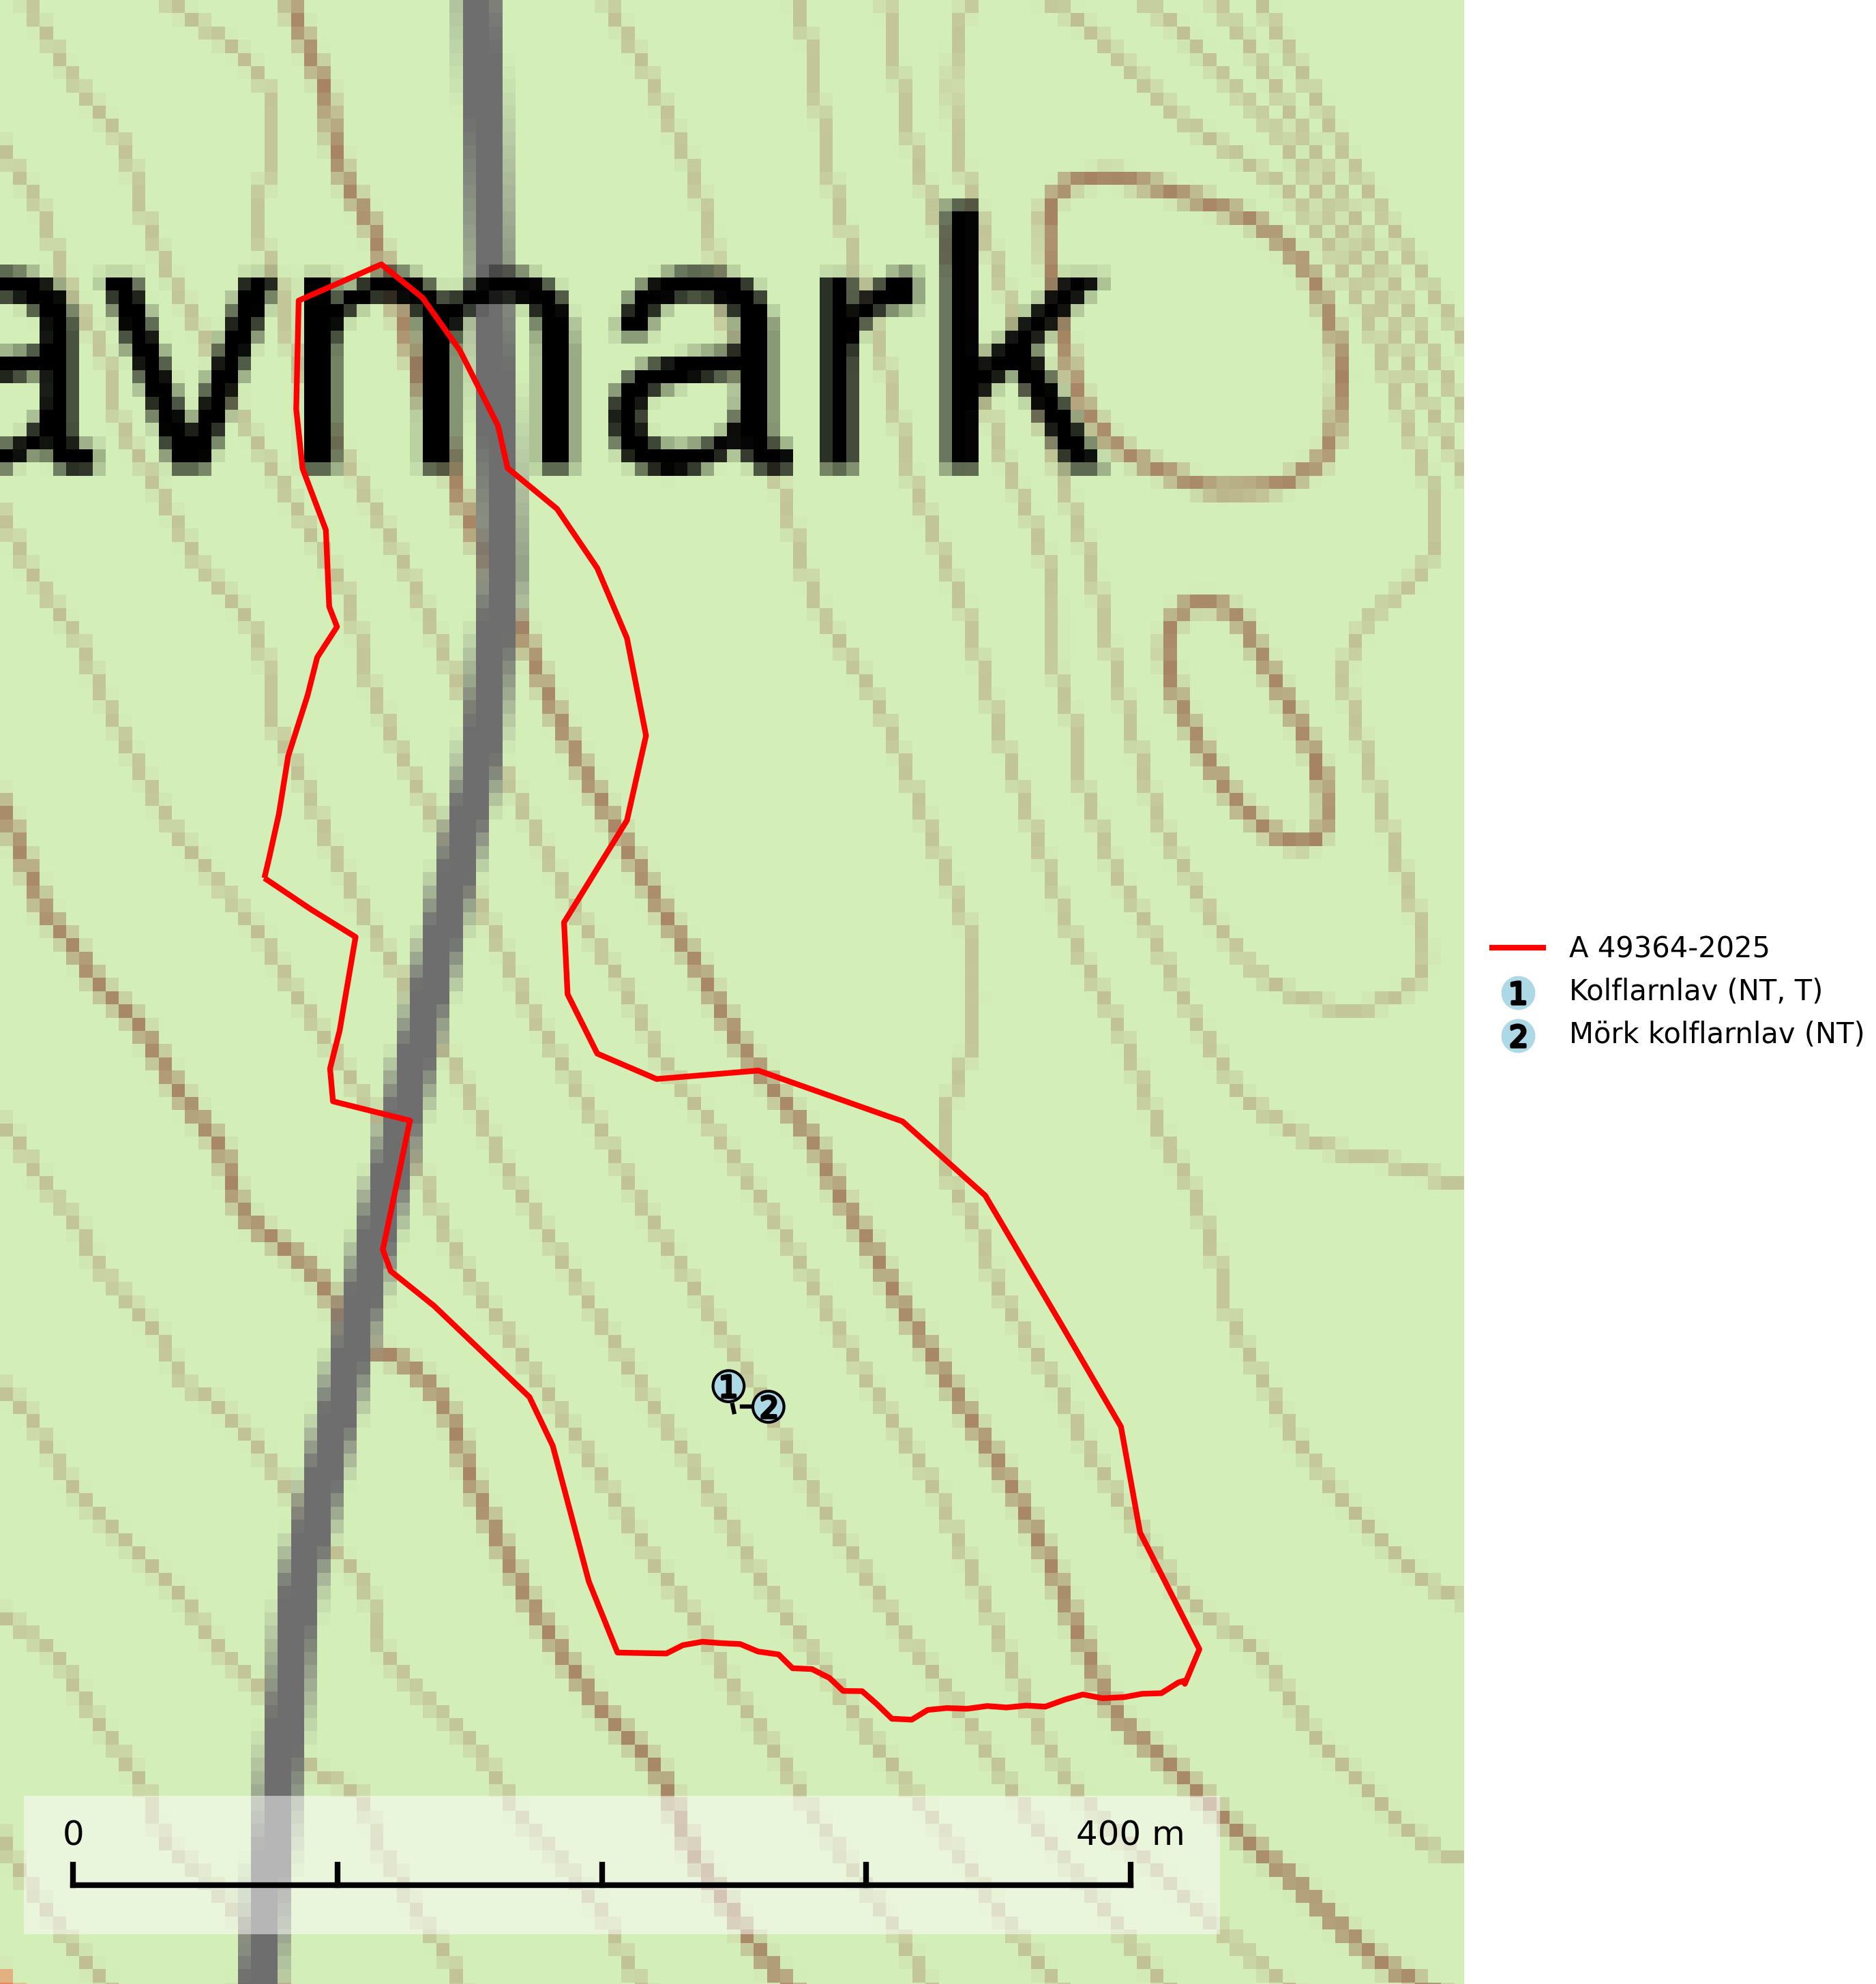 avmark
A 49364-2025
1 Kolflarnlav (NT, T)
2 Mörk kolflarnlav (NT)
1
2
0 400 m